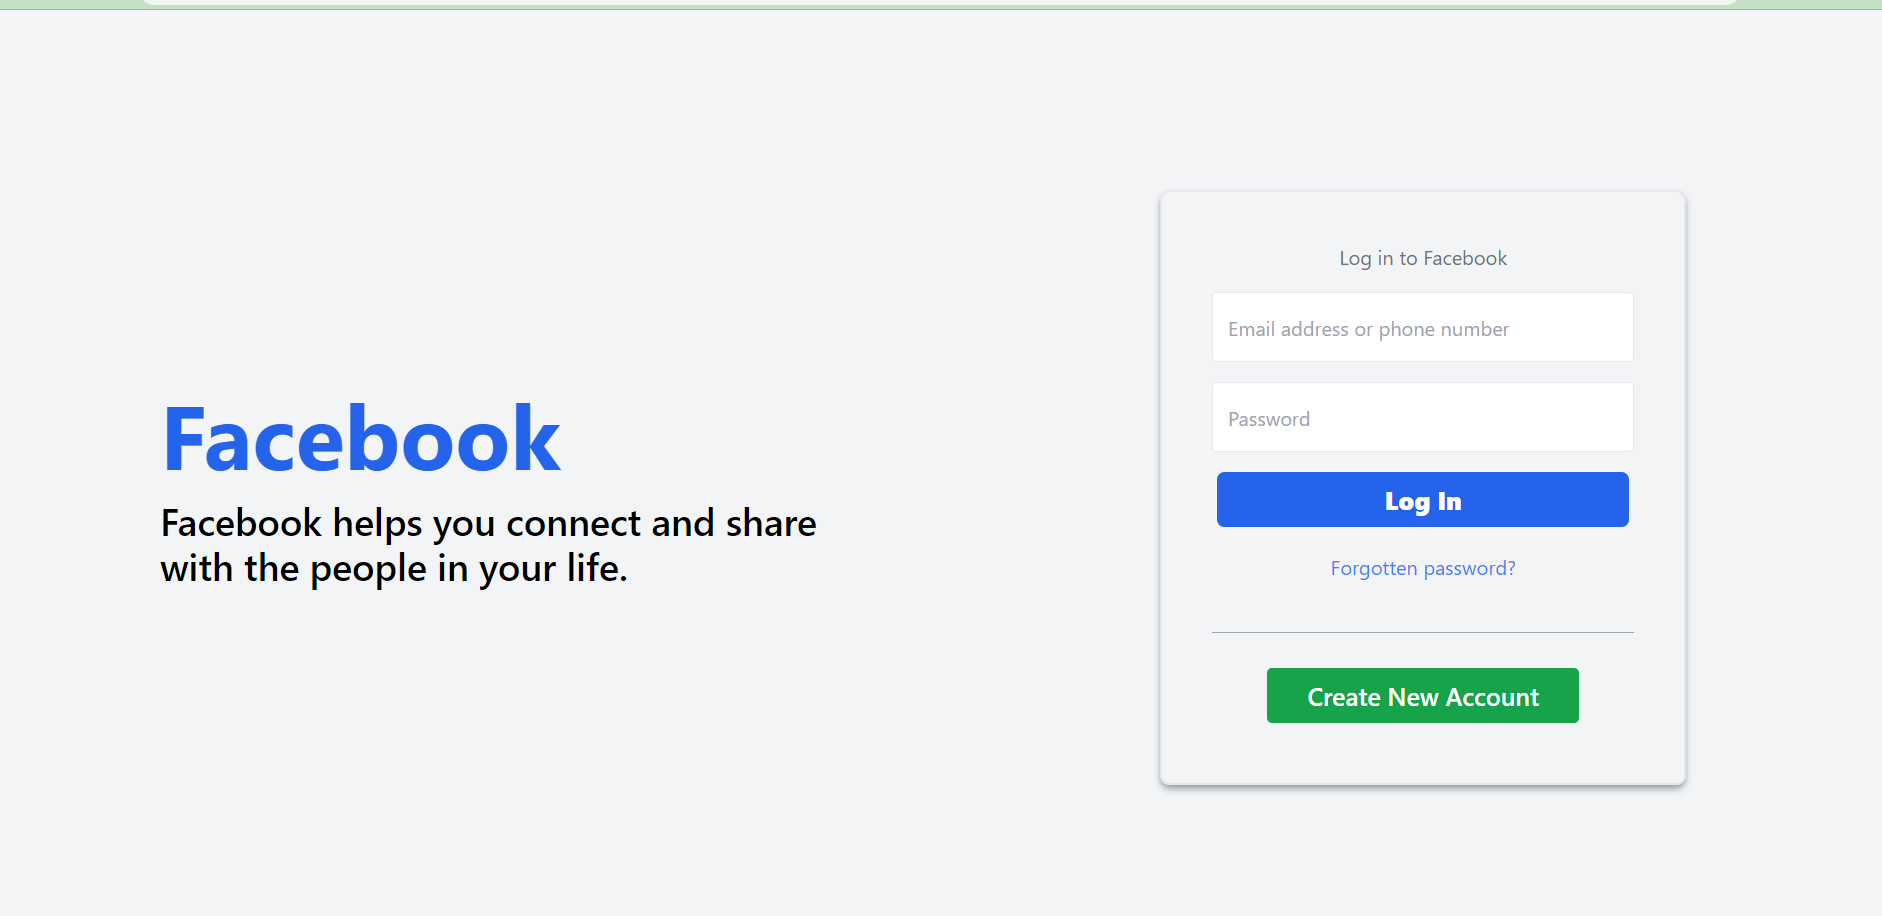 Facebook
Facebook helps you connect and share
with the people in your life.
Log in to Facebook
Email address or phone number
Password
Log In
Forgotten password?
Create New Account